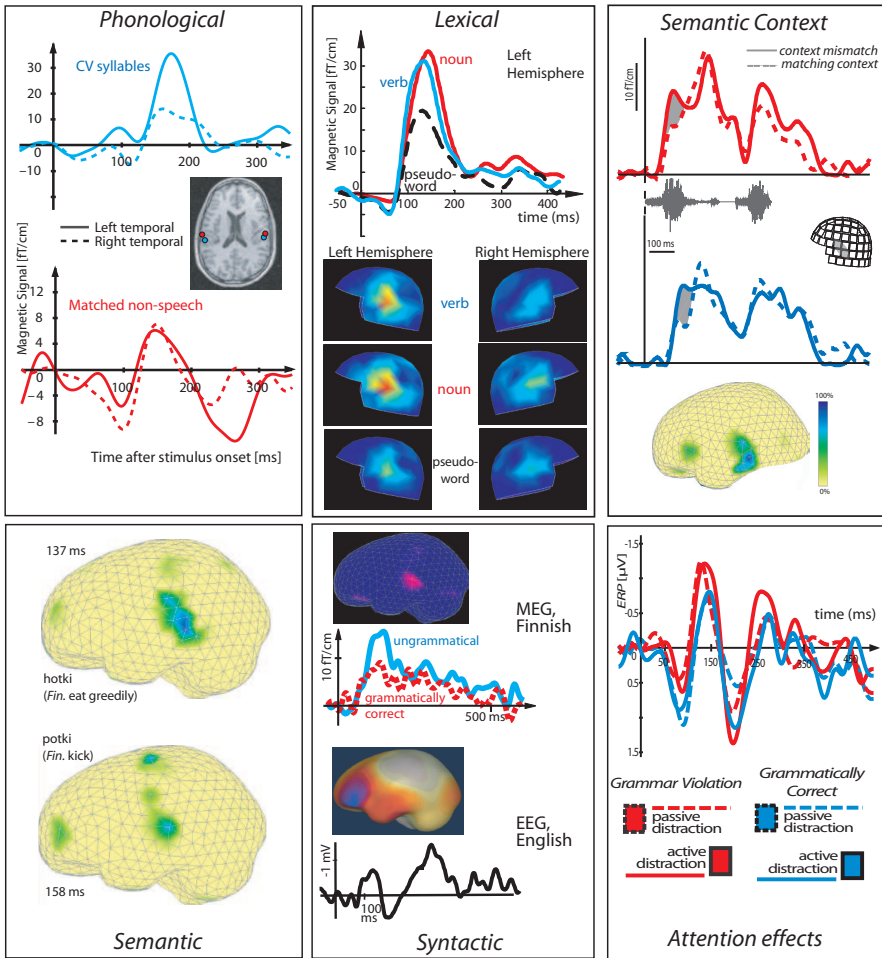 Phonological
Magnetic Signal [fT/cm]
40
30
20
10
0
−10
CV syllables
100
200
300
Left temporal
Right temporal
Magnetic Signal [fT/cm]
12
8
4
0
−4
−8
Matched non-speech
100
200
300
Time after stimulus onset [ms]
Lexical
Magnetic Signal [fT/cm]
40
30
20
10
0
noun
verb
Left
Hemisphere
pseudo-
word
-50
100
200
300
400
time (ms)
Left Hemisphere
Right Hemisphere
verb
noun
pseudo-
word
Semantic Context
10 fT/cm
context mismatch
matching context
100 ms
100%
0%
137 ms
hotki
(Fin. eat greedily)
potki
(Fin. kick)
158 ms
Semantic
MEG,
Finnish
10 fT/cm
ungrammatical
grammatically
correct
500 ms
EEG,
English
-1 mV
100
ms
Syntactic
ERP [µV]
-1.5
-0.5
0
0.5
1.5
time (ms)
50
150
250
350
450
Grammar Violation
passive
distraction
active
distraction
Grammatically
Correct
passive
distraction
active
distraction
Attention effects